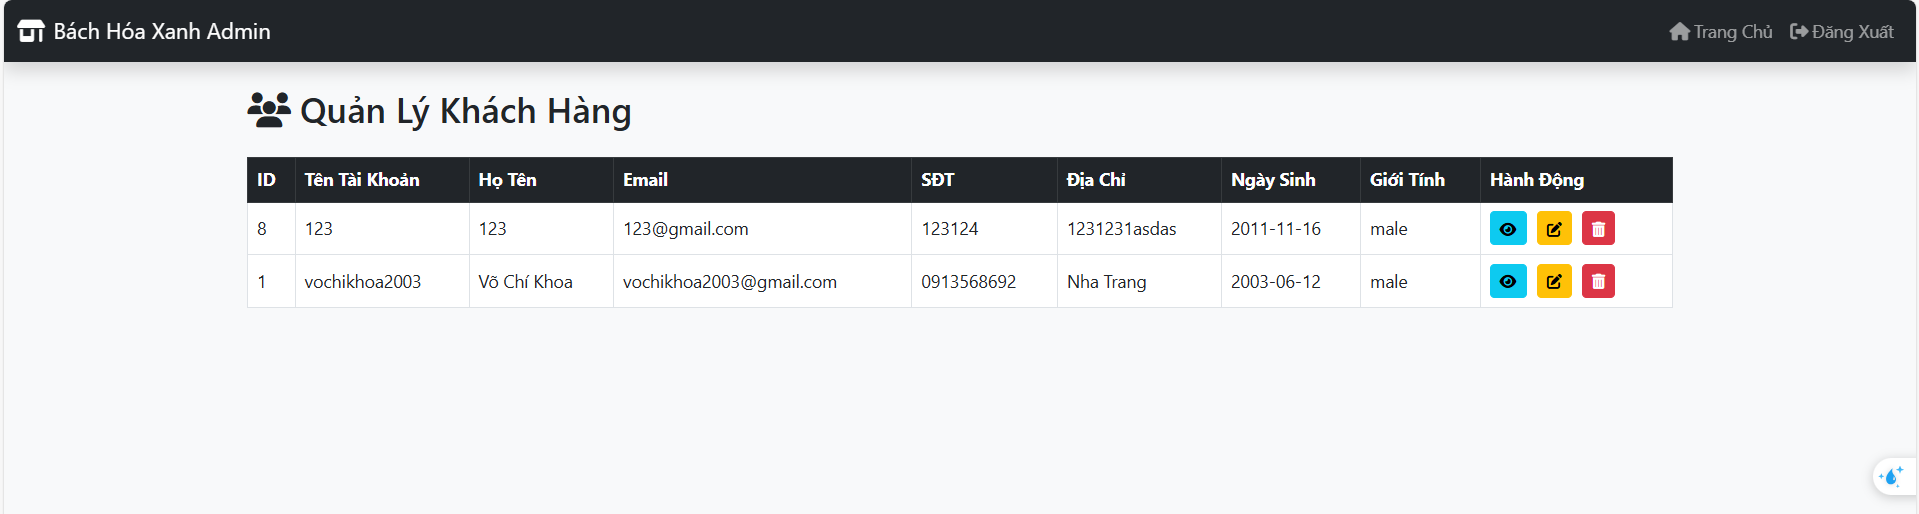 Bách Hóa Xanh Admin Trang Chủ Đăng Xuất
Quản Lý Khách Hàng
ID Tên Tài Khoản Họ Tên Email SĐT Địa Chỉ Ngày Sinh Giới Tính Hành Động
8 123 123 123@gmail.com 123124 1231231asdas 2011-11-16 male
1 vochikhoa2003 Võ Chí Khoa vochikhoa2003@gmail.com 0913568692 Nha Trang 2003-06-12 male